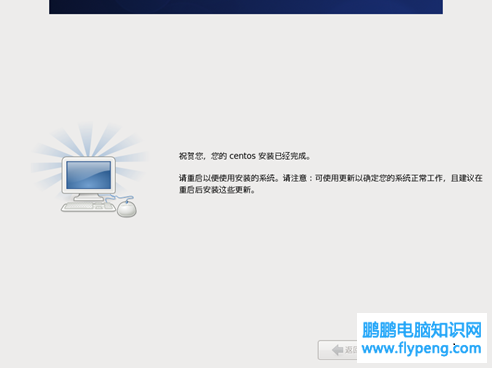 祝贺您，您的 centos 安装已经完成。
请重启以便使用安装的系统。请注意：可使用更新以确定您的系统正常工作，且建议在
重启后安装这些更新。
鹏鹏电脑知识网
www.flypeng.com